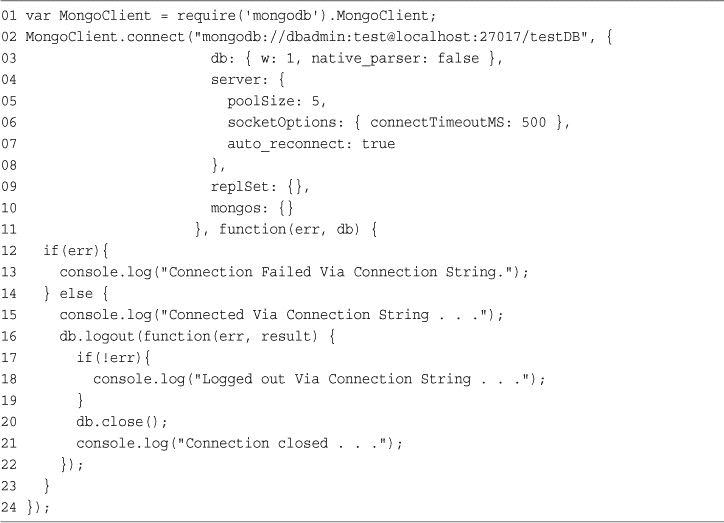 01 var MongoClient = require('mongodb').MongoClient;
02 MongoClient.connect("mongodb://dbadmin:test@localhost:27017/testDB", {
03                        db: { w: 1, native_parser: false },
04                        server: {
05                          poolSize: 5,
06                          socketOptions: { connectTimeoutMS: 500 },
07                          auto_reconnect: true
08                        },
09                        replSet: {},
10                        mongos: {}
11                      }, function(err, db) {
12   if(err){
13     console.log("Connection Failed Via Connection String.");
14   } else {
15     console.log("Connected Via Connection String . . .");
16     db.logout(function(err, result) {
17       if(!err){
18         console.log("Logged out Via Connection String . . .");
19       }
20       db.close();
21       console.log("Connection closed . . .");
22     });
23   }
24 });